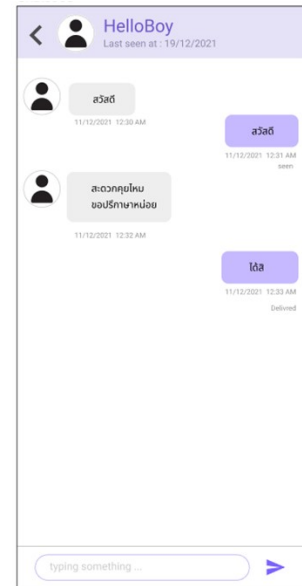 HelloBoy
Last seen at : 19/12/2021
สวัสดี
11/12/2021 12:30 AM
สวัสดี
11/12/2021 12:31 AM
seen
สะดวกคุยไหม
ขอปรึกษาหน่อย
11/12/2021 12:32 AM
ได้สิ
11/12/2021 12:33 AM
Delivred
typing something ...